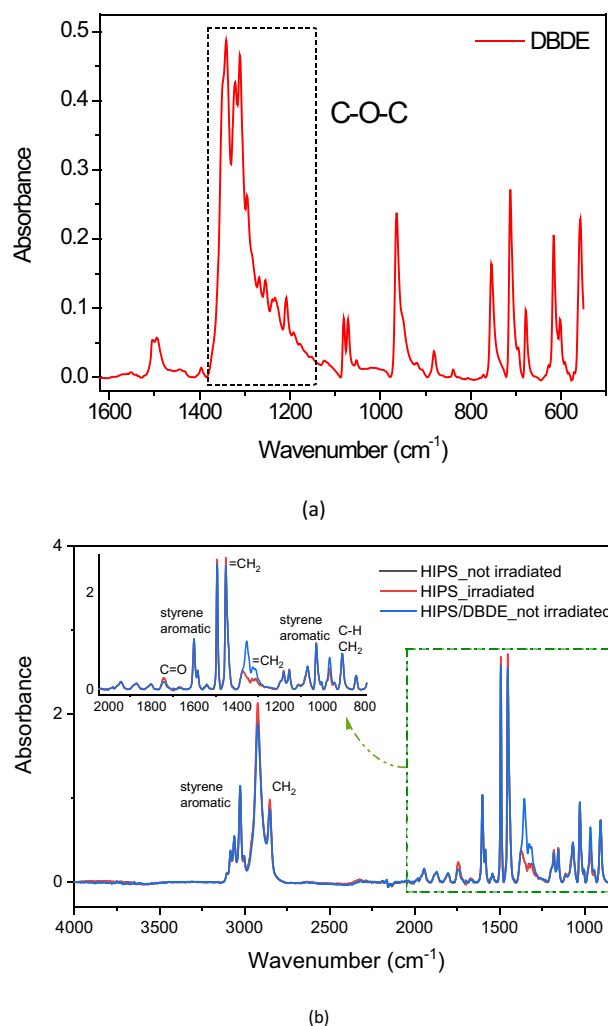 0.5
DBDE
0.4
C-O-C
0.3
0.2
0.1
0.0
Absorbance
1600 1400 1200 1000 800 600
Wavenumber (cm⁻¹)
(a)
4
HIPS_not irradiated
HIPS_irradiated
HIPS/DBDE_not irradiated
=CH₂
2
styrene
aromatic
styrene
aromatic
C-H
CH₂
C=O
=CH₂
0
2000 1800 1600 1400 1200 1000 800
2
styrene
aromatic
CH₂
0
Absorbance
4000 3500 3000 2500 2000 1500 1000
Wavenumber (cm⁻¹)
(b)